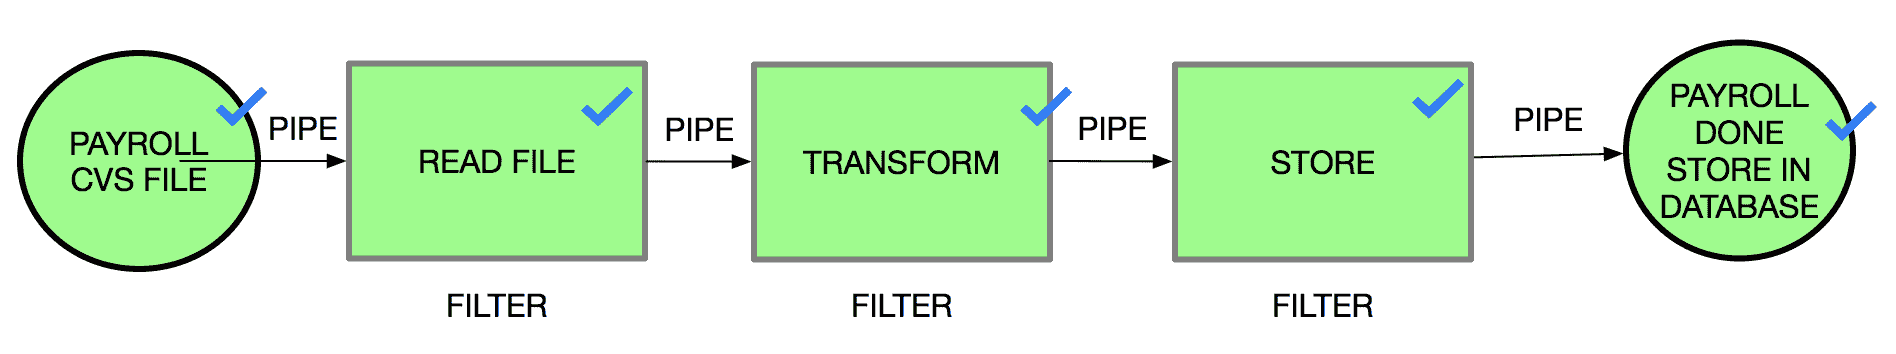 PAYROLL
CVS FILE
PIPE
READ FILE
FILTER
PIPE
TRANSFORM
FILTER
PIPE
STORE
FILTER
PIPE
PAYROLL
DONE
STORE IN
DATABASE